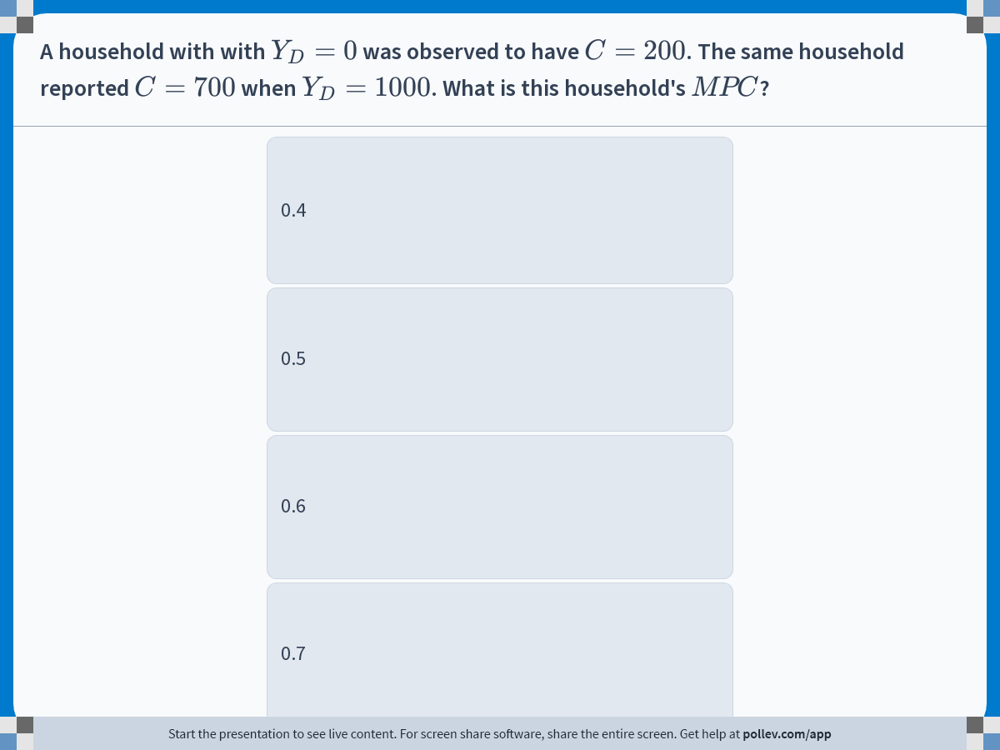 A household with with $Y_D = 0$ was observed to have $C = 200$. The same household
reported $C = 700$ when $Y_D = 1000$. What is this household's $MPC$?
0.4
0.5
0.6
0.7
Start the presentation to see live content. For screen share software, share the entire screen. Get help at pollev.com/app